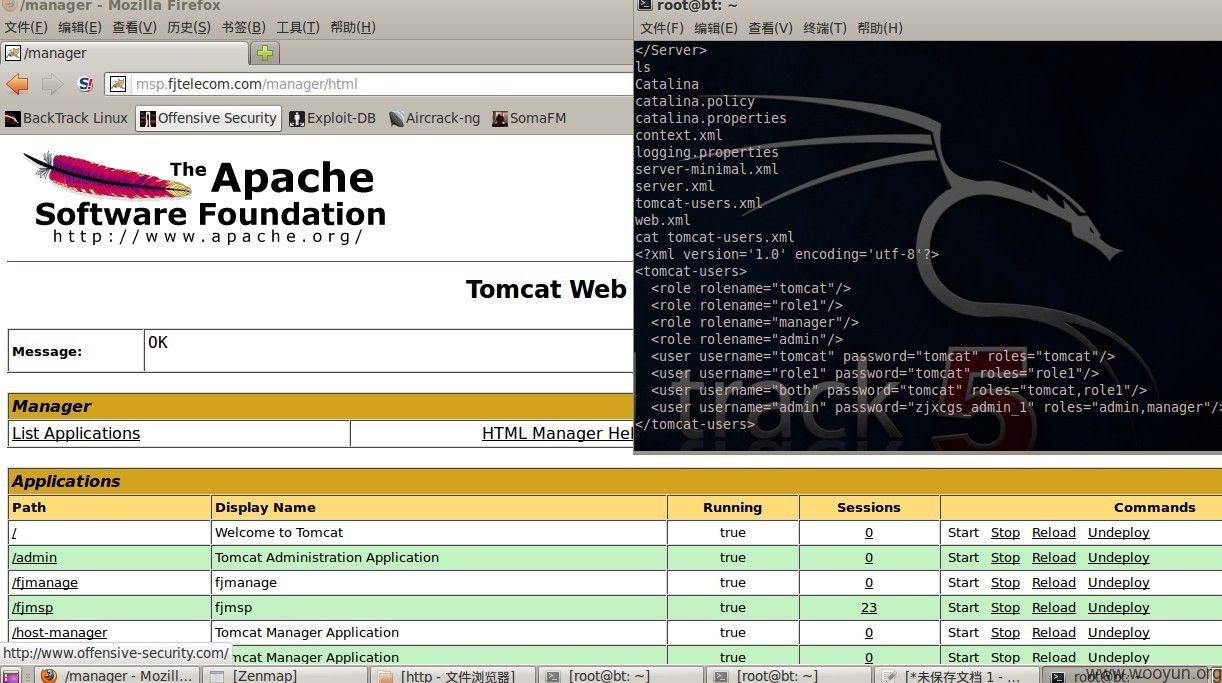 /manager - Mozilla Firefox
文件(F) 编辑(E) 查看(V) 历史(S) 书签(B) 工具(T) 帮助(H)
/manager
msp.fjtelecom.com/manager/html
BackTrack Linux Offensive Security Exploit-DB Aircrack-ng SomaFM
The Apache
Software Foundation
http://www.apache.org/
Tomcat Web
Message: OK
Manager
List Applications HTML Manager Hel
Applications
Path Display Name Running Sessions Commands
/ Welcome to Tomcat true 0 Start Stop Reload Undeploy
/admin Tomcat Administration Application true 0 Start Stop Reload Undeploy
/fjmanage fjmanage true 0 Start Stop Reload Undeploy
/fjmsp fjmsp true 23 Start Stop Reload Undeploy
/host-manager Tomcat Manager Application true 0 Start Stop Reload Undeploy
mcat Manager Application true 0 Start Stop Reload Undeploy
http://www.offensive-security.com/
root@bt: ~
文件(F) 编辑(E) 查看(V) 终端(T) 帮助(H)
</Server>
ls
Catalina
catalina.policy
catalina.properties
context.xml
logging.properties
server-minimal.xml
server.xml
tomcat-users.xml
web.xml
cat tomcat-users.xml
<?xml version='1.0' encoding='utf-8'?>
<tomcat-users>
<role rolename="tomcat"/>
<role rolename="role1"/>
<role rolename="manager"/>
<role rolename="admin"/>
<user username="tomcat" password="tomcat" roles="tomcat"/>
<user username="role1" password="tomcat" roles="role1"/>
<user username="both" password="tomcat" roles="tomcat,role1"/>
<user username="admin" password="zjxcgs_admin_1" roles="admin,manager"/>
</tomcat-users>
track 5
/manager - Mozill... [Zenmap] [http - 文件浏览器] [root@bt: ~] [root@bt: ~] [*未保存文档 1 - ... root@bt: ~
www.wooyun.org